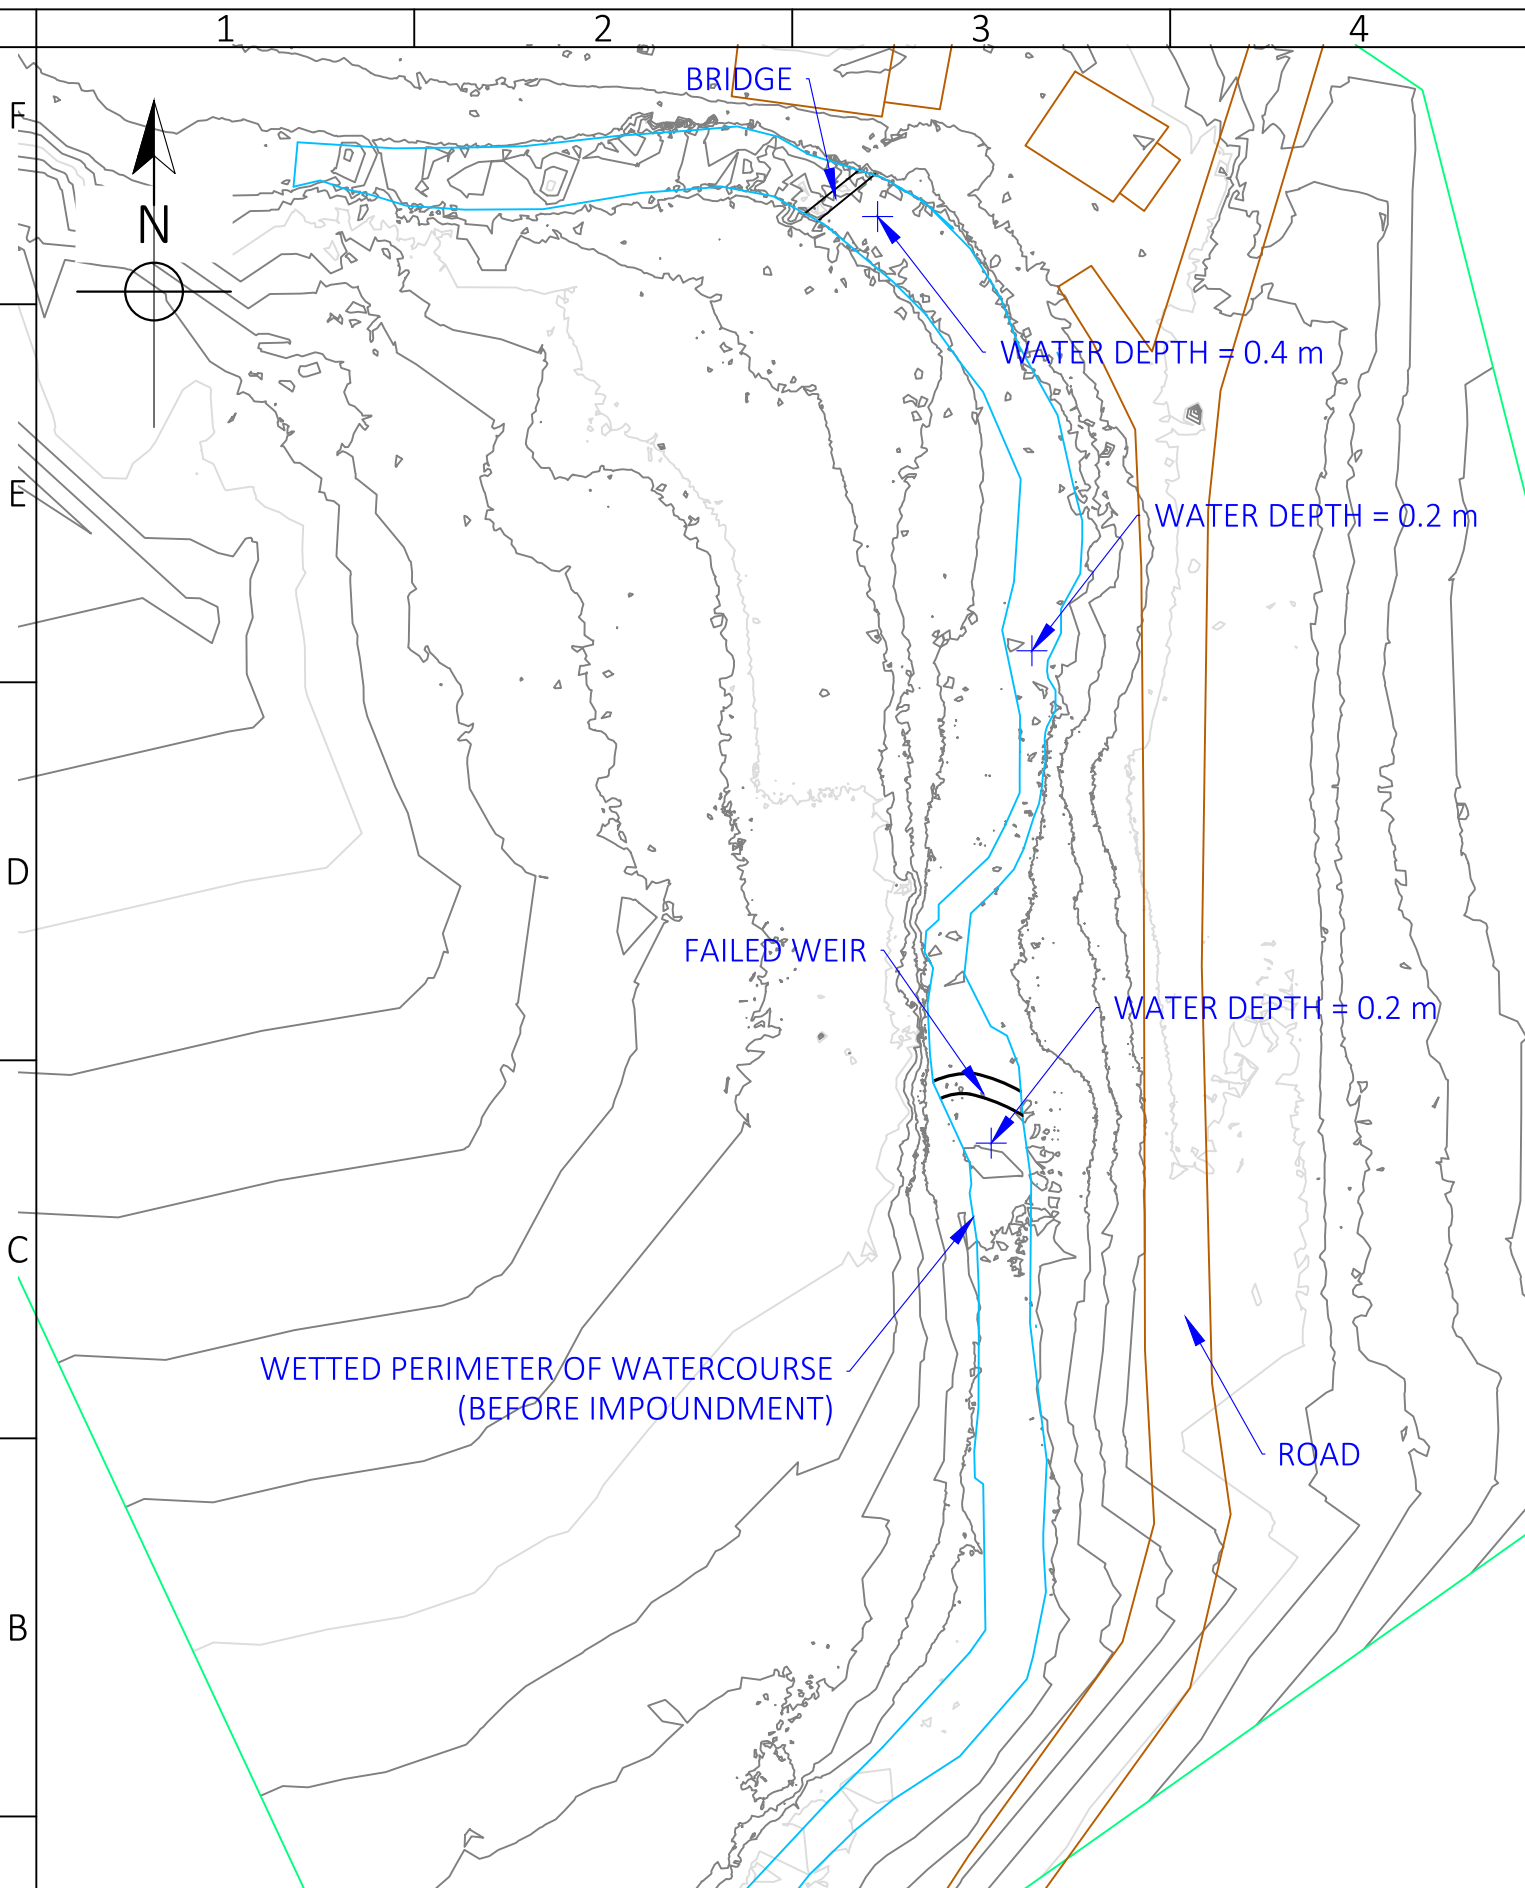 1 2 3 4
F
BRIDGE
N
WATER DEPTH = 0.4 m
E
WATER DEPTH = 0.2 m
D
FAILED WEIR
WATER DEPTH = 0.2 m
C
WETTED PERIMETER OF WATERCOURSE
(BEFORE IMPOUNDMENT)
ROAD
B